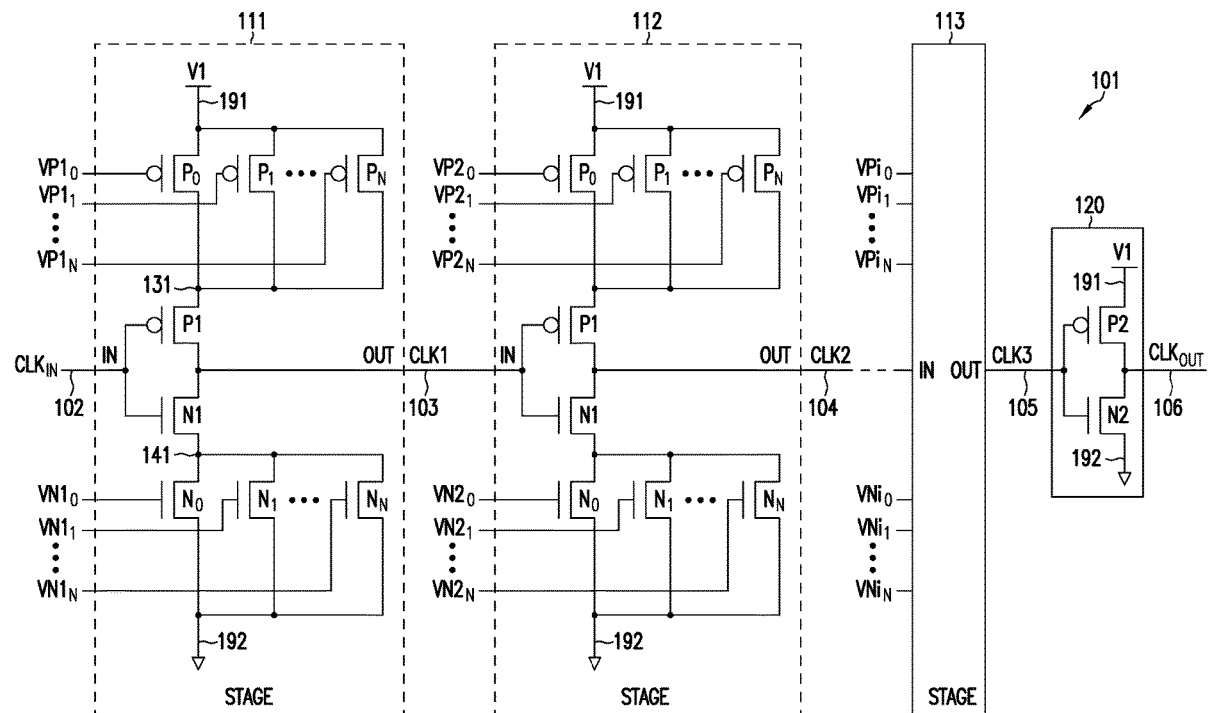 111
112
113
101
V1
191
VP1₀
VP1₁
VP1_N
P₀
P₁
P_N
131
P1
IN
CLK_IN
102
OUT
CLK1
103
N1
141
VN1₀
VN1₁
VN1_N
N₀
N₁
N_N
192
STAGE
V1
191
VP2₀
VP2₁
VP2_N
P₀
P₁
P_N
P1
IN
OUT
CLK2
104
N1
VN2₀
VN2₁
VN2_N
N₀
N₁
N_N
192
STAGE
VPi₀
VPi₁
VPi_N
IN OUT
VNi₀
VNi₁
VNi_N
STAGE
CLK3
105
120
V1
191
P2
N2
192
CLK_OUT
106